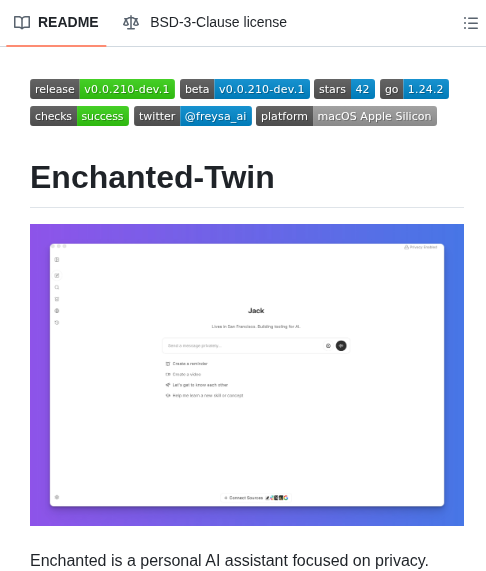 README BSD-3-Clause license
release v0.0.210-dev.1 beta v0.0.210-dev.1 stars 42 go 1.24.2
checks success twitter @freysa_ai platform macOS Apple Silicon
Enchanted-Twin
Jack
Lives in San Francisco. Building tooling for AI.
Send a message privately…
Create a reminder
Create a video
Let's get to know each other
Help me learn a new skill or concept
Connect Sources
Enchanted is a personal AI assistant focused on privacy.